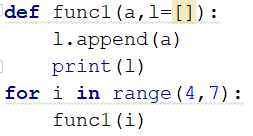 def func1(a,l=[]):
    l.append(a)
    print(l)
for i in range(4,7):
    func1(i)